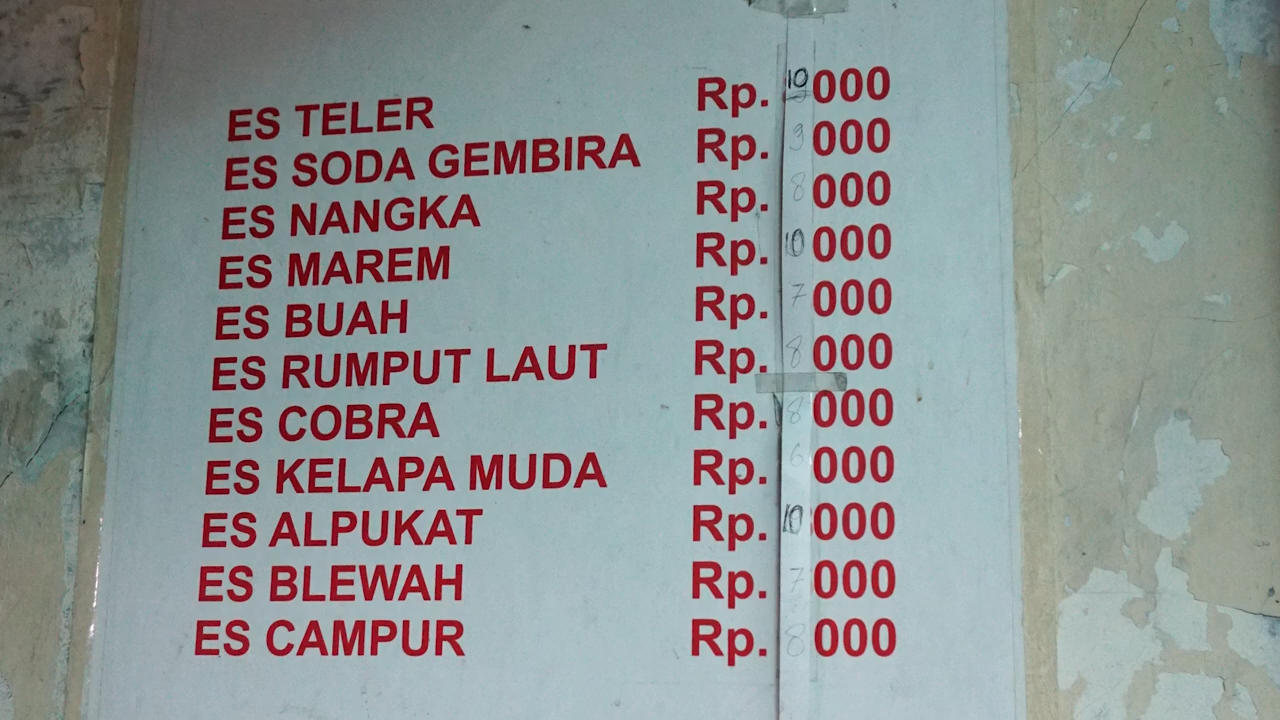 ES TELER Rp. 10000
ES SODA GEMBIRA Rp. 9000
ES NANGKA Rp. 8000
ES MAREM Rp. 10000
ES BUAH Rp. 7000
ES RUMPUT LAUT Rp. 8000
ES COBRA Rp. 8000
ES KELAPA MUDA Rp. 6000
ES ALPUKAT Rp. 10000
ES BLEWAH Rp. 7000
ES CAMPUR Rp. 8000